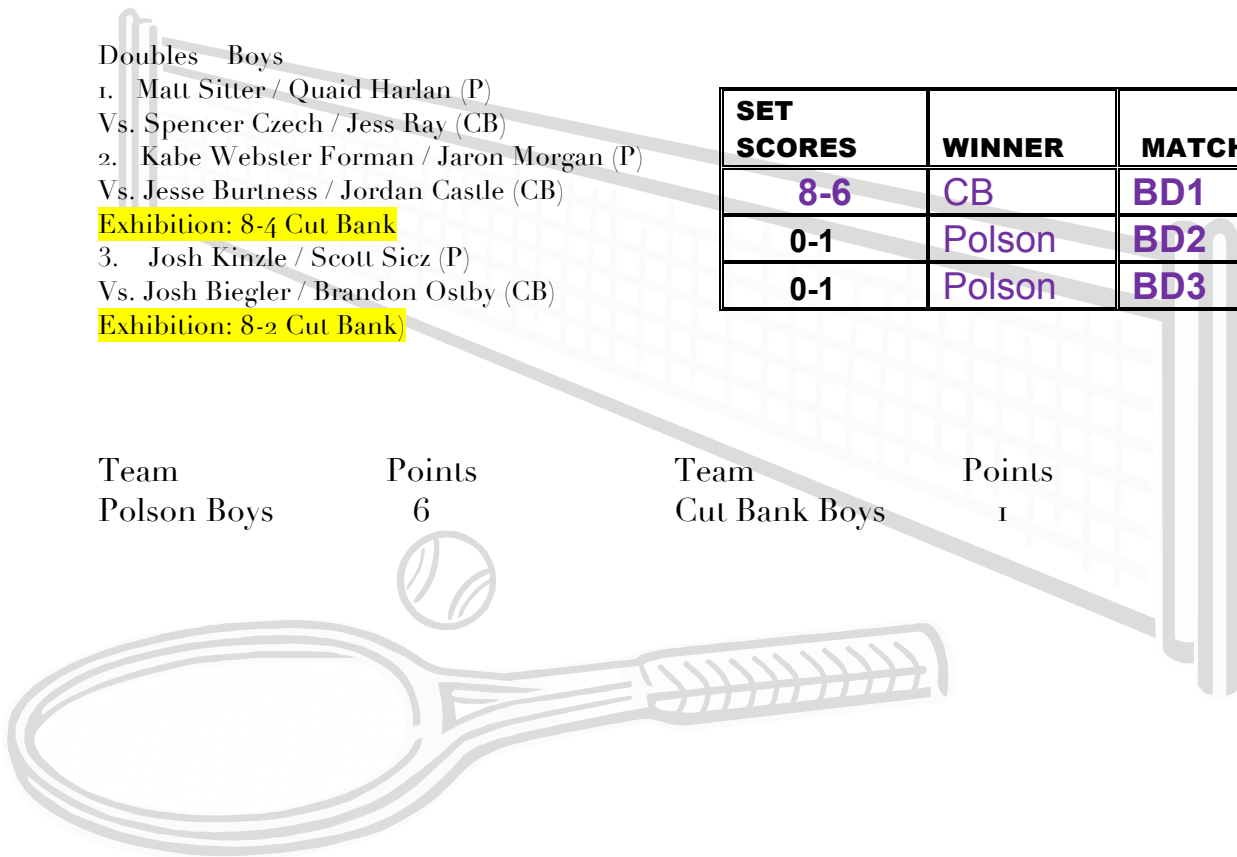 Doubles Boys
1. Matt Sitter / Quaid Harlan (P)
Vs. Spencer Czech / Jess Ray (CB)
2. Kabe Webster Forman / Jaron Morgan (P)
Vs. Jesse Burtness / Jordan Castle (CB)
Exhibition: 8-4 Cut Bank
3. Josh Kinzle / Scott Sicz (P)
Vs. Josh Biegler / Brandon Ostby (CB)
Exhibition: 8-2 Cut Bank)
SET
SCORES WINNER MATCH
8-6 CB BD1
0-1 Polson BD2
0-1 Polson BD3
Team Points Team Points
Polson Boys 6 Cut Bank Boys 1